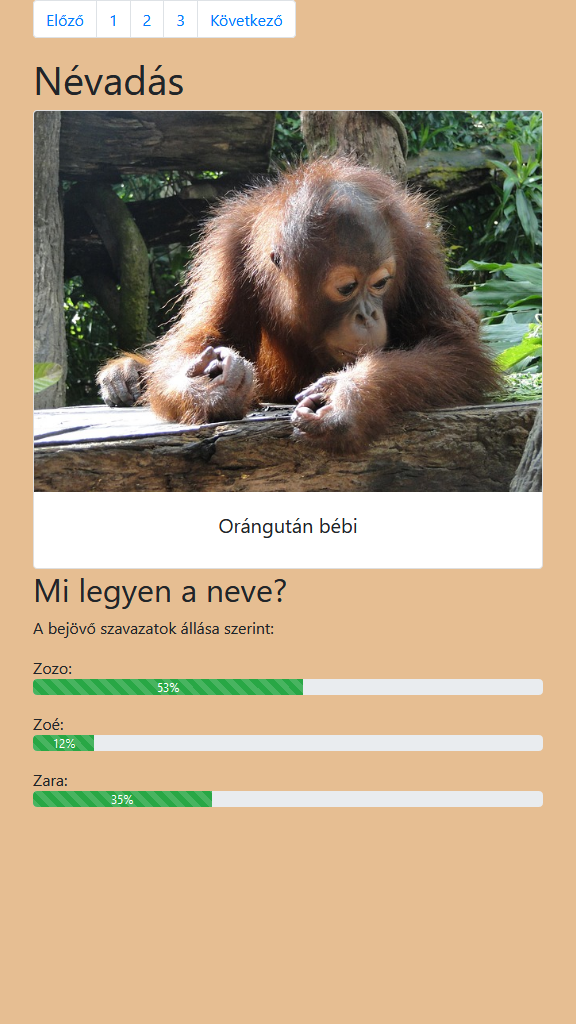 Előző 1 2 3 Következő
Névadás
Orángután bébi
Mi legyen a neve?
A bejövő szavazatok állása szerint:
Zozo:
53%
Zoé:
12%
Zara:
35%